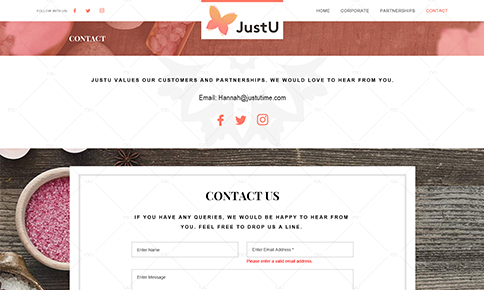 FOLLOW WITH US:
JustU
HOME CORPORATE PARTNERSHIPS CONTACT
CONTACT
JUSTU VALUES OUR CUSTOMERS AND PARTNERSHIPS. WE WOULD LOVE TO HEAR FROM YOU.
Email: Hannah@justutime.com
CONTACT US
IF YOU HAVE ANY QUERIES, WE WOULD BE HAPPY TO HEAR FROM
YOU. FEEL FREE TO DROP US A LINE.
Enter Name
Enter Email Address *
Please enter a valid email address.
Enter Message